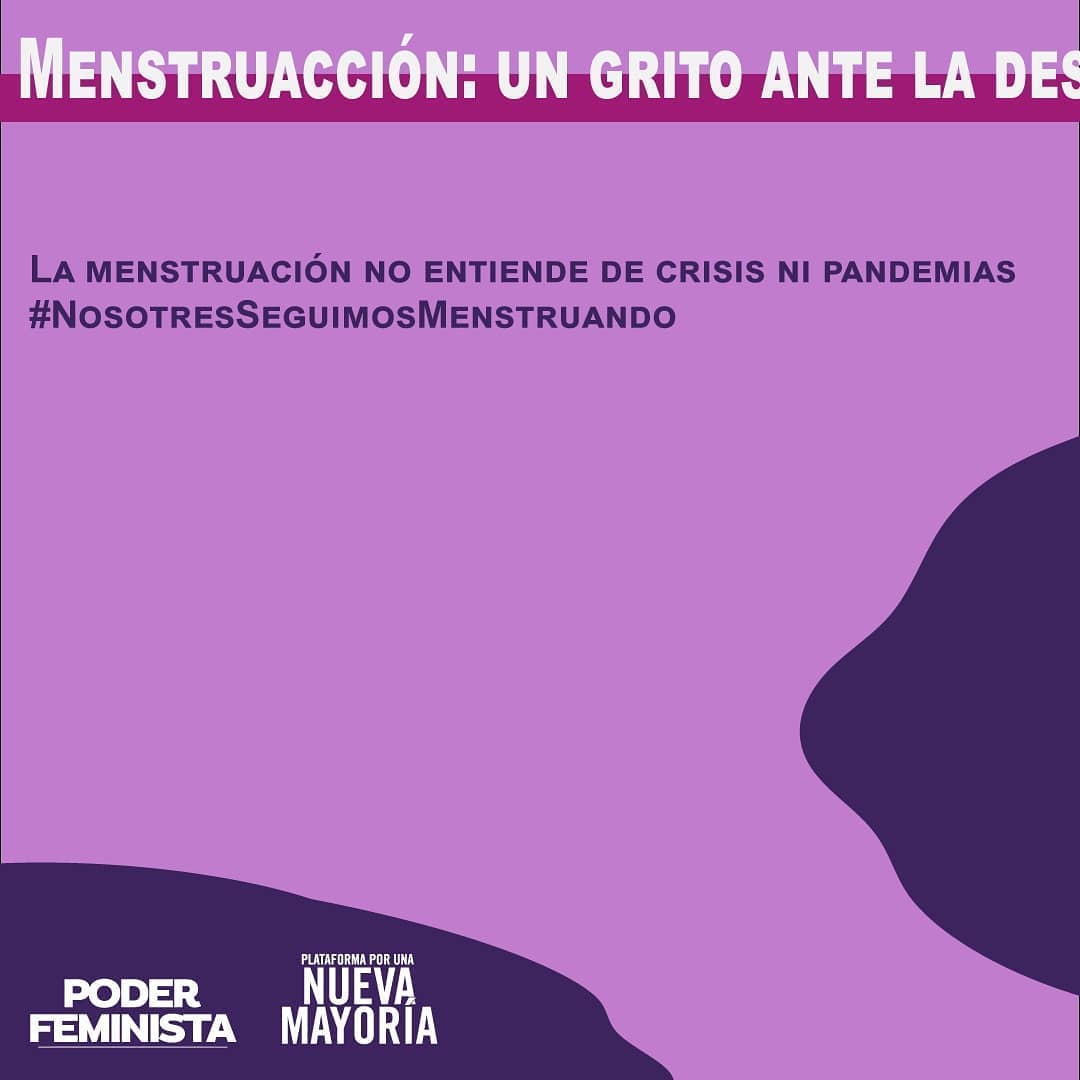 Menstruacción: un grito ante la des
La menstruación no entiende de crisis ni pandemias
#NosotresSeguimosMenstruando
PODER
FEMINISTA
PLATAFORMA POR UNA
NUEVA
MAYORÍA